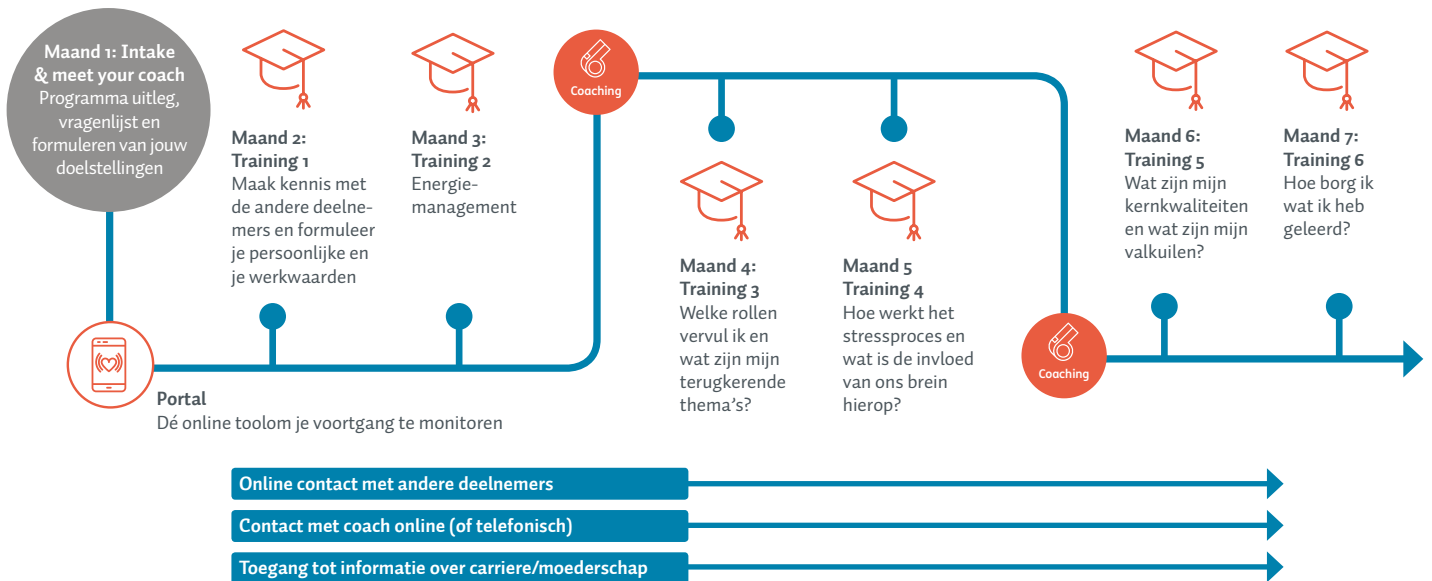 Maand 1: Intake
& meet your coach
Programma uitleg,
vragenlijst en
formuleren van jouw
doelstellingen
Maand 2:
Training 1
Maak kennis met
de andere deelne-
mers en formuleer
je persoonlijke en
je werkwaarden
Maand 3:
Training 2
Energie-
management
Coaching
Maand 4:
Training 3
Welke rollen
vervul ik en
wat zijn mijn
terugkerende
thema's?
Maand 5
Training 4
Hoe werkt het
stressproces en
wat is de invloed
van ons brein
hierop?
Coaching
Maand 6:
Training 5
Wat zijn mijn
kernkwaliteiten
en wat zijn mijn
valkuilen?
Maand 7:
Training 6
Hoe borg ik
wat ik heb
geleerd?
Portal
Dé online toolom je voortgang te monitoren
Online contact met andere deelnemers
Contact met coach online (of telefonisch)
Toegang tot informatie over carriere/moederschap